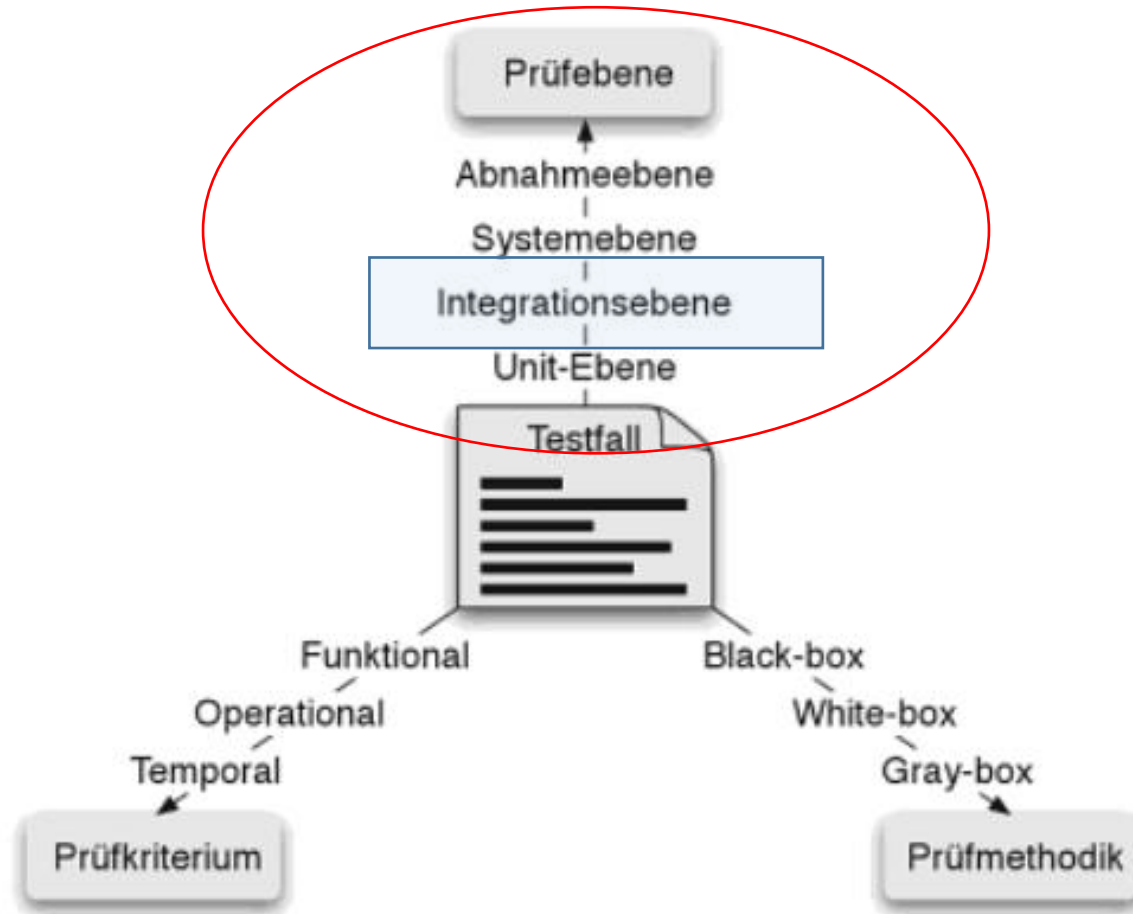 Prüfebene
Abnahmeebene
Systemebene
Integrationsebene
Unit-Ebene
Testfall
Funktional
Black-box
Operational
White-box
Temporal
Gray-box
Prüfkriterium
Prüfmethodik